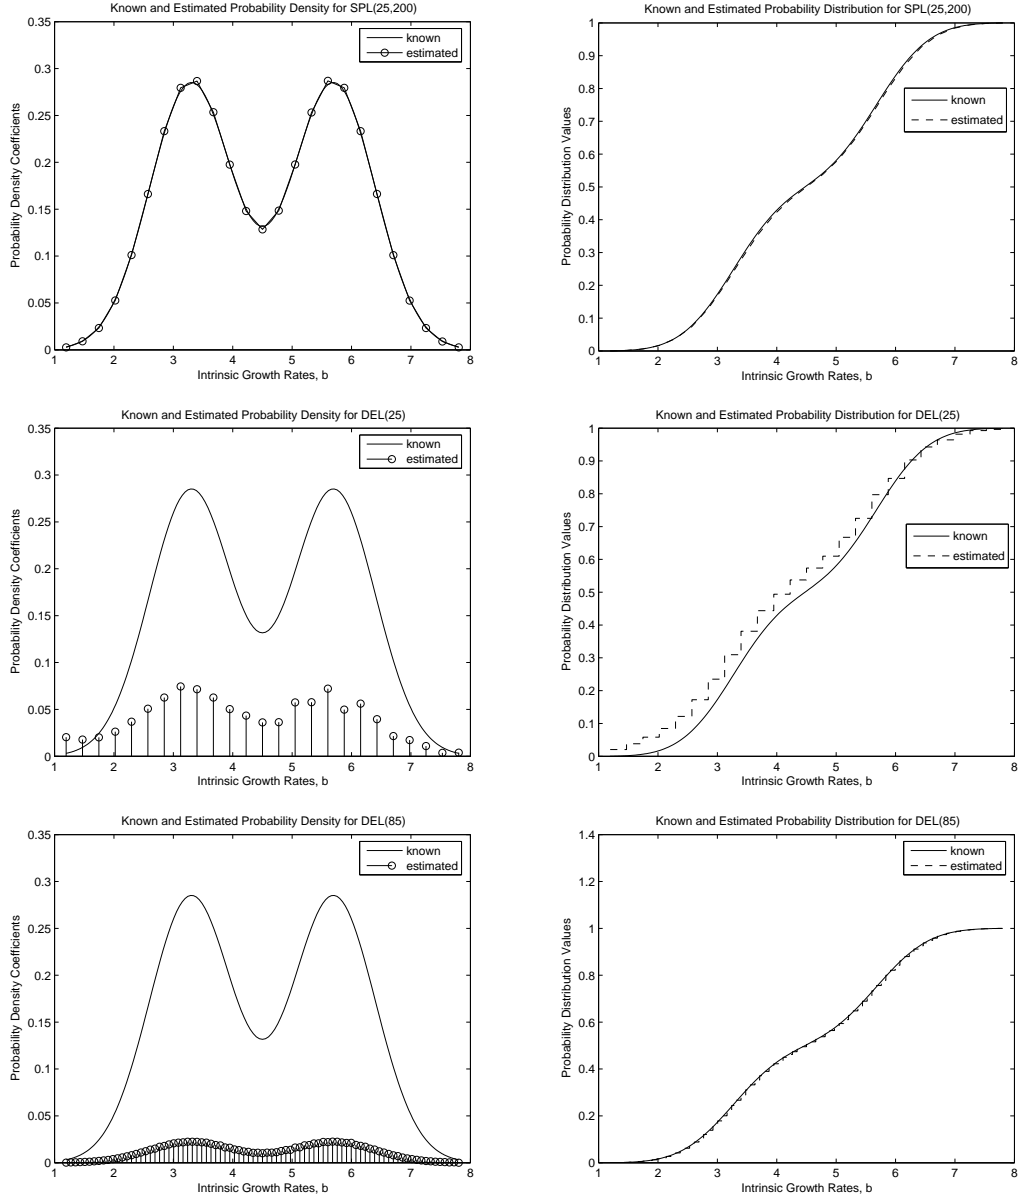 Known and Estimated Probability Density for SPL(25,200)
0.35
0.3
0.25
0.2
0.15
0.1
0.05
0
Probability Density Coefficients
known
estimated
1 2 3 4 5 6 7 8
Intrinsic Growth Rates, b
Known and Estimated Probability Distribution for SPL(25,200)
1
0.9
0.8
0.7
0.6
0.5
0.4
0.3
0.2
0.1
0
Probability Distribution Values
known
estimated
1 2 3 4 5 6 7 8
Intrinsic Growth Rates, b
Known and Estimated Probability Density for DEL(25)
0.35
0.3
0.25
0.2
0.15
0.1
0.05
0
Probability Density Coefficients
known
estimated
1 2 3 4 5 6 7 8
Intrinsic Growth Rates, b
Known and Estimated Probability Distribution for DEL(25)
1
0.9
0.8
0.7
0.6
0.5
0.4
0.3
0.2
0.1
0
Probability Distribution Values
known
estimated
1 2 3 4 5 6 7 8
Intrinsic Growth Rates, b
Known and Estimated Probability Density for DEL(85)
0.35
0.3
0.25
0.2
0.15
0.1
0.05
0
Probability Density Coefficients
known
estimated
1 2 3 4 5 6 7 8
Intrinsic Growth Rates, b
Known and Estimated Probability Distribution for DEL(85)
1.4
1.2
1
0.8
0.6
0.4
0.2
0
Probability Distribution Values
known
estimated
1 2 3 4 5 6 7 8
Intrinsic Growth Rates, b